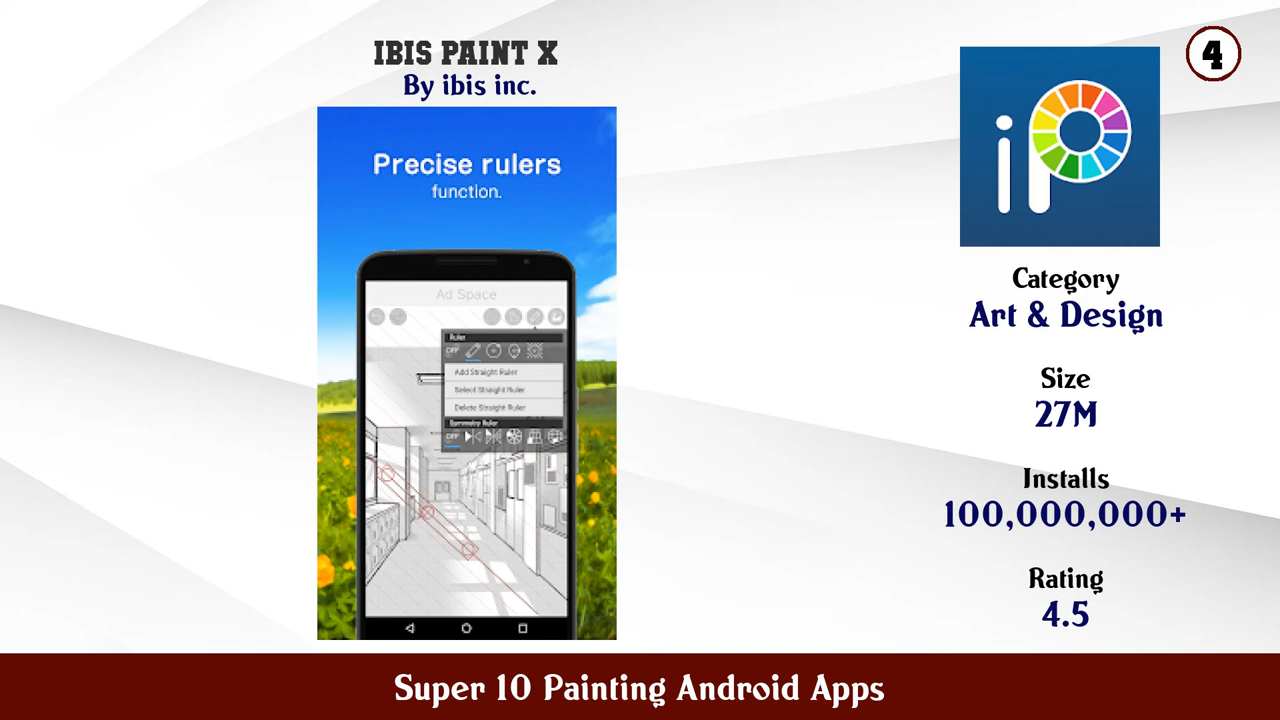 IBIS PAINT X
By ibis inc.
Precise rulers
function.
Ad Space
Ruler
OFF
Add Straight Ruler
Select Straight Ruler
Delete Straight Ruler
Symmetry Ruler
OFF
4
iP
Category
Art & Design
Size
27M
Installs
100,000,000+
Rating
4.5
Super 10 Painting Android Apps